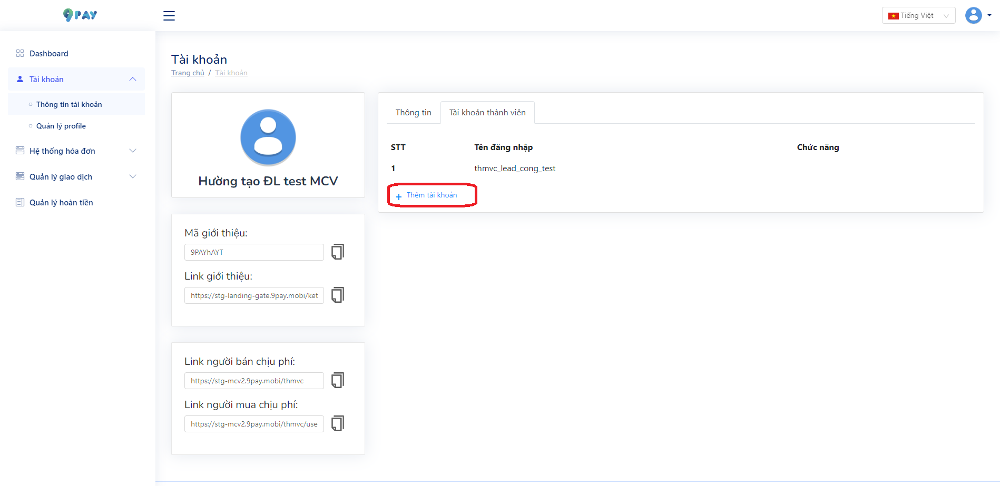 9PAY
Tiếng Việt
Dashboard
Tài khoản
Thông tin tài khoản
Quản lý profile
Hệ thống hóa đơn
Quản lý giao dịch
Quản lý hoàn tiền
Tài khoản
Trang chủ / Tài khoản
Hường tạo ĐL test MCV
Mã giới thiệu:
9PAYhAYT
Link giới thiệu:
https://stg-landing-gate.9pay.mobi/ket
Link người bán chịu phí:
https://stg-mcv2.9pay.mobi/thmvc
Link người mua chịu phí:
https://stg-mcv2.9pay.mobi/thmvc/use
Thông tin Tài khoản thành viên
STT Tên đăng nhập Chức năng
1 thmvc_lead_cong_test
+ Thêm tài khoản